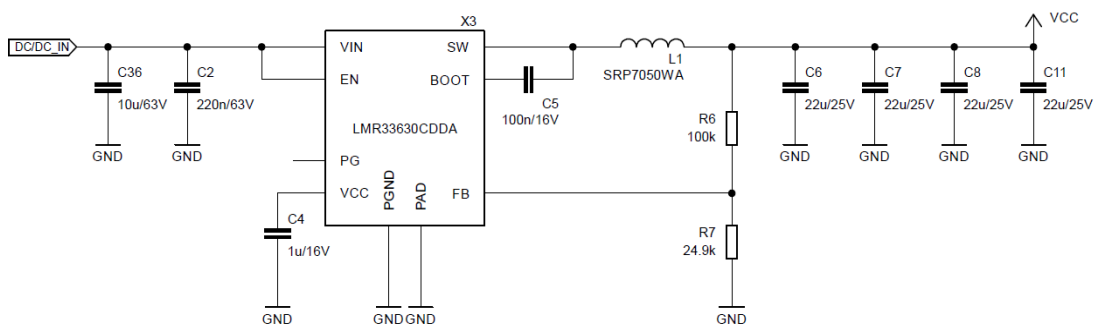 X3
VCC
DC/DC_IN
VIN
SW
L1
SRP7050WA
EN
BOOT
C36
10u/63V
C2
220n/63V
C5
100n/16V
C6
22u/25V
C7
22u/25V
C8
22u/25V
C11
22u/25V
LMR33630CDDA
R6
100k
GND
GND
GND
GND
GND
GND
PG
VCC
PGND
PAD
FB
C4
1u/16V
R7
24.9k
GND
GND
GND
GND